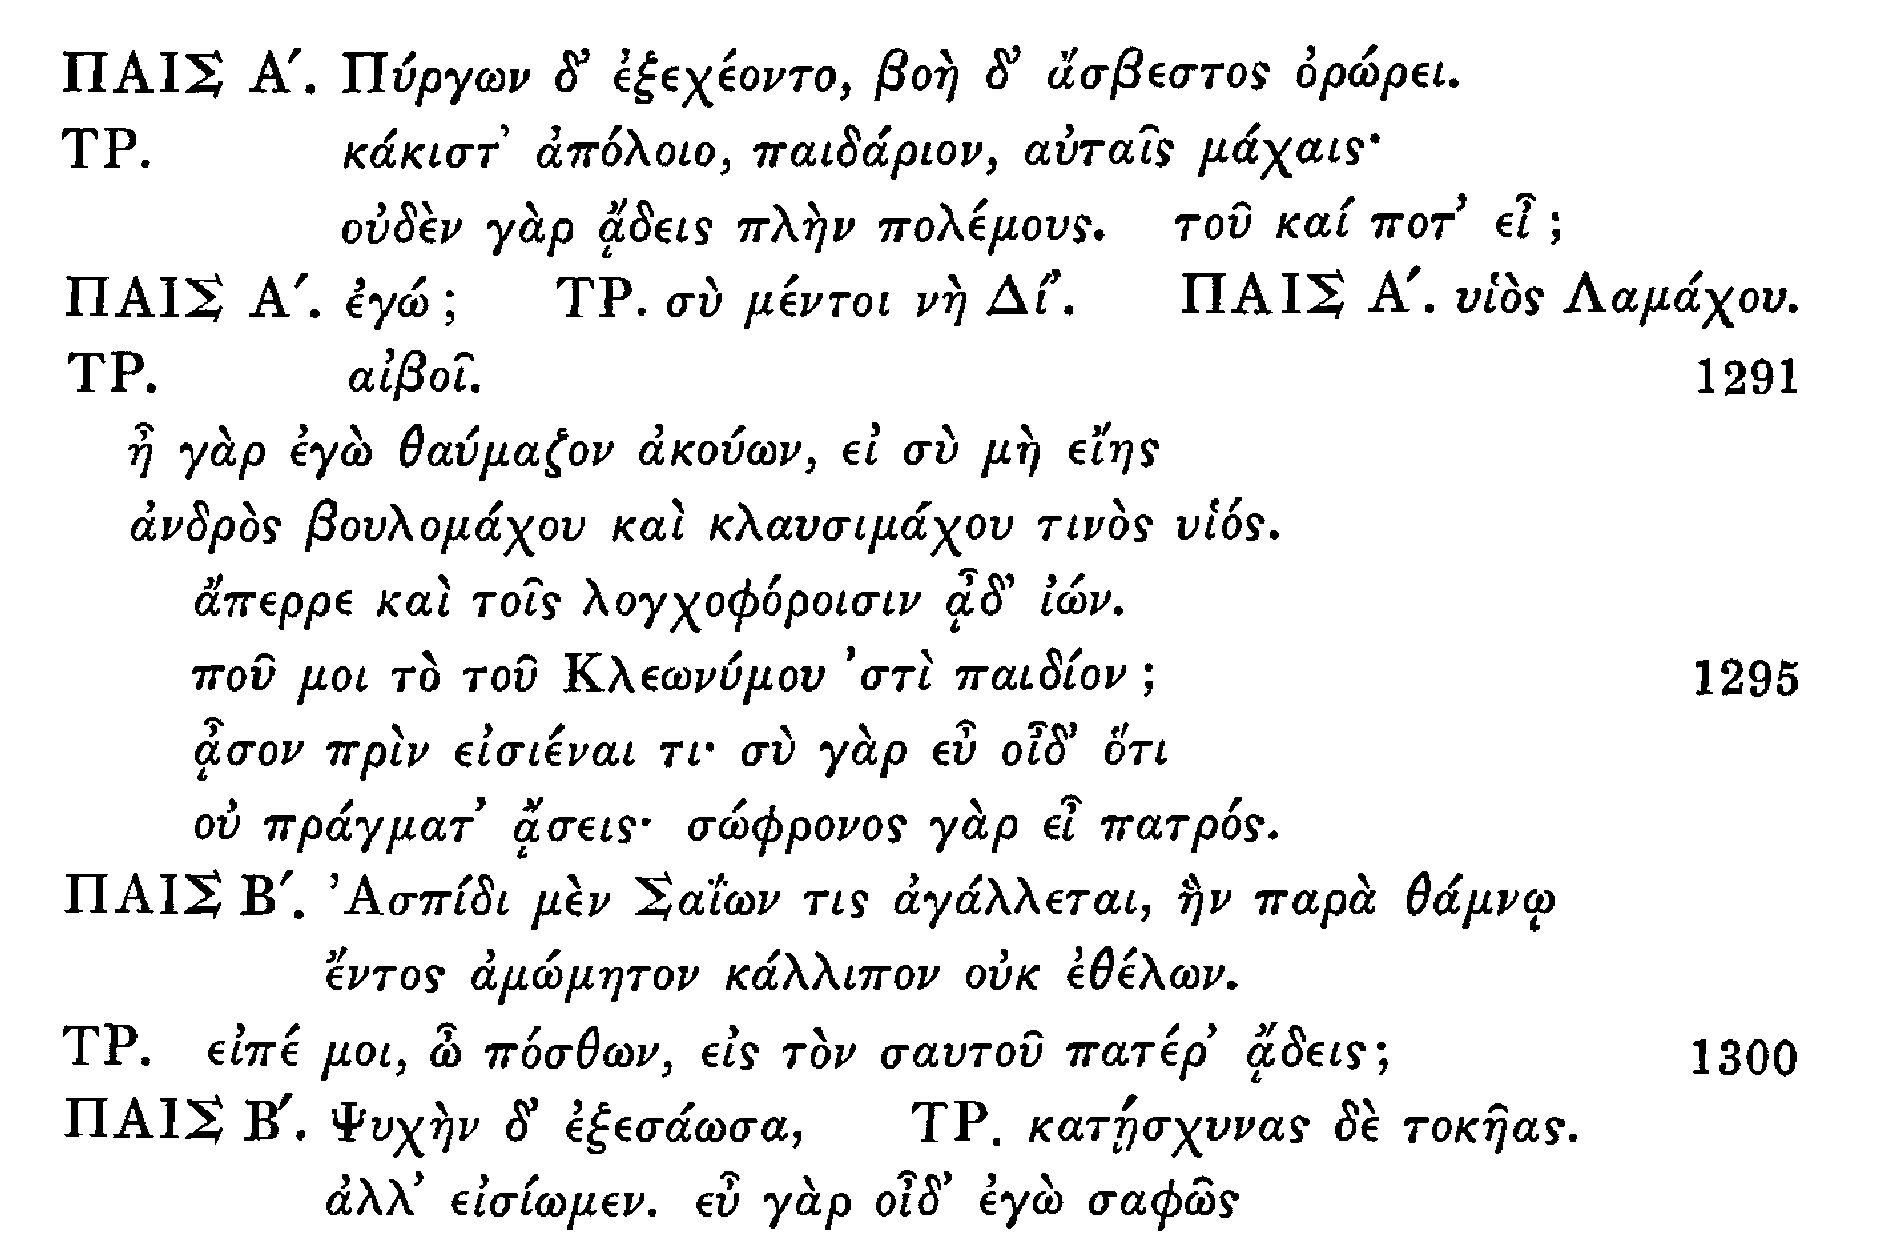 ΠΑΙΣ Α′. Πύργων δ’ ἐξεχέοντο, βοὴ δ’ ἄσβεστος ὀρώρει.
ΤΡ. κάκιστ’ ἀπόλοιο, παιδάριον, αὐταῖς μάχαις·
οὐδὲν γὰρ ᾄδεις πλὴν πολέμους. τοῦ καί ποτ’ εἶ;
ΠΑΙΣ Α′. ἐγώ; ΤΡ. σὺ μέντοι νὴ Δί’. ΠΑΙΣ Α′. υἱὸς Λαμάχου.
ΤΡ. αἰβοῖ. 1291
ἦ γὰρ ἐγὼ θαύμαζον ἀκούων, εἰ σὺ μὴ εἴης
ἀνδρὸς βουλομάχου καὶ κλαυσιμάχου τινὸς υἱός.
ἄπερρε καὶ τοῖς λογχοφόροισιν ᾆδ’ ἰών.
ποῦ μοι τὸ τοῦ Κλεωνύμου ’στὶ παιδίον; 1295
ᾆσον πρὶν εἰσιέναι τι· σὺ γὰρ εὖ οἶδ’ ὅτι
οὐ πράγματ’ ᾄσεις· σώφρονος γὰρ εἶ πατρός.
ΠΑΙΣ Β′. Ἀσπίδι μὲν Σαΐων τις ἀγάλλεται, ἣν παρὰ θάμνῳ
ἔντος ἀμώμητον κάλλιπον οὐκ ἐθέλων.
ΤΡ. εἰπέ μοι, ὦ πόσθων, εἰς τὸν σαυτοῦ πατέρ’ ᾄδεις; 1300
ΠΑΙΣ Β′. Ψυχὴν δ’ ἐξεσάωσα, ΤΡ. κατῄσχυνας δὲ τοκῆας.
ἀλλ’ εἰσίωμεν. εὖ γὰρ οἶδ’ ἐγὼ σαφῶς